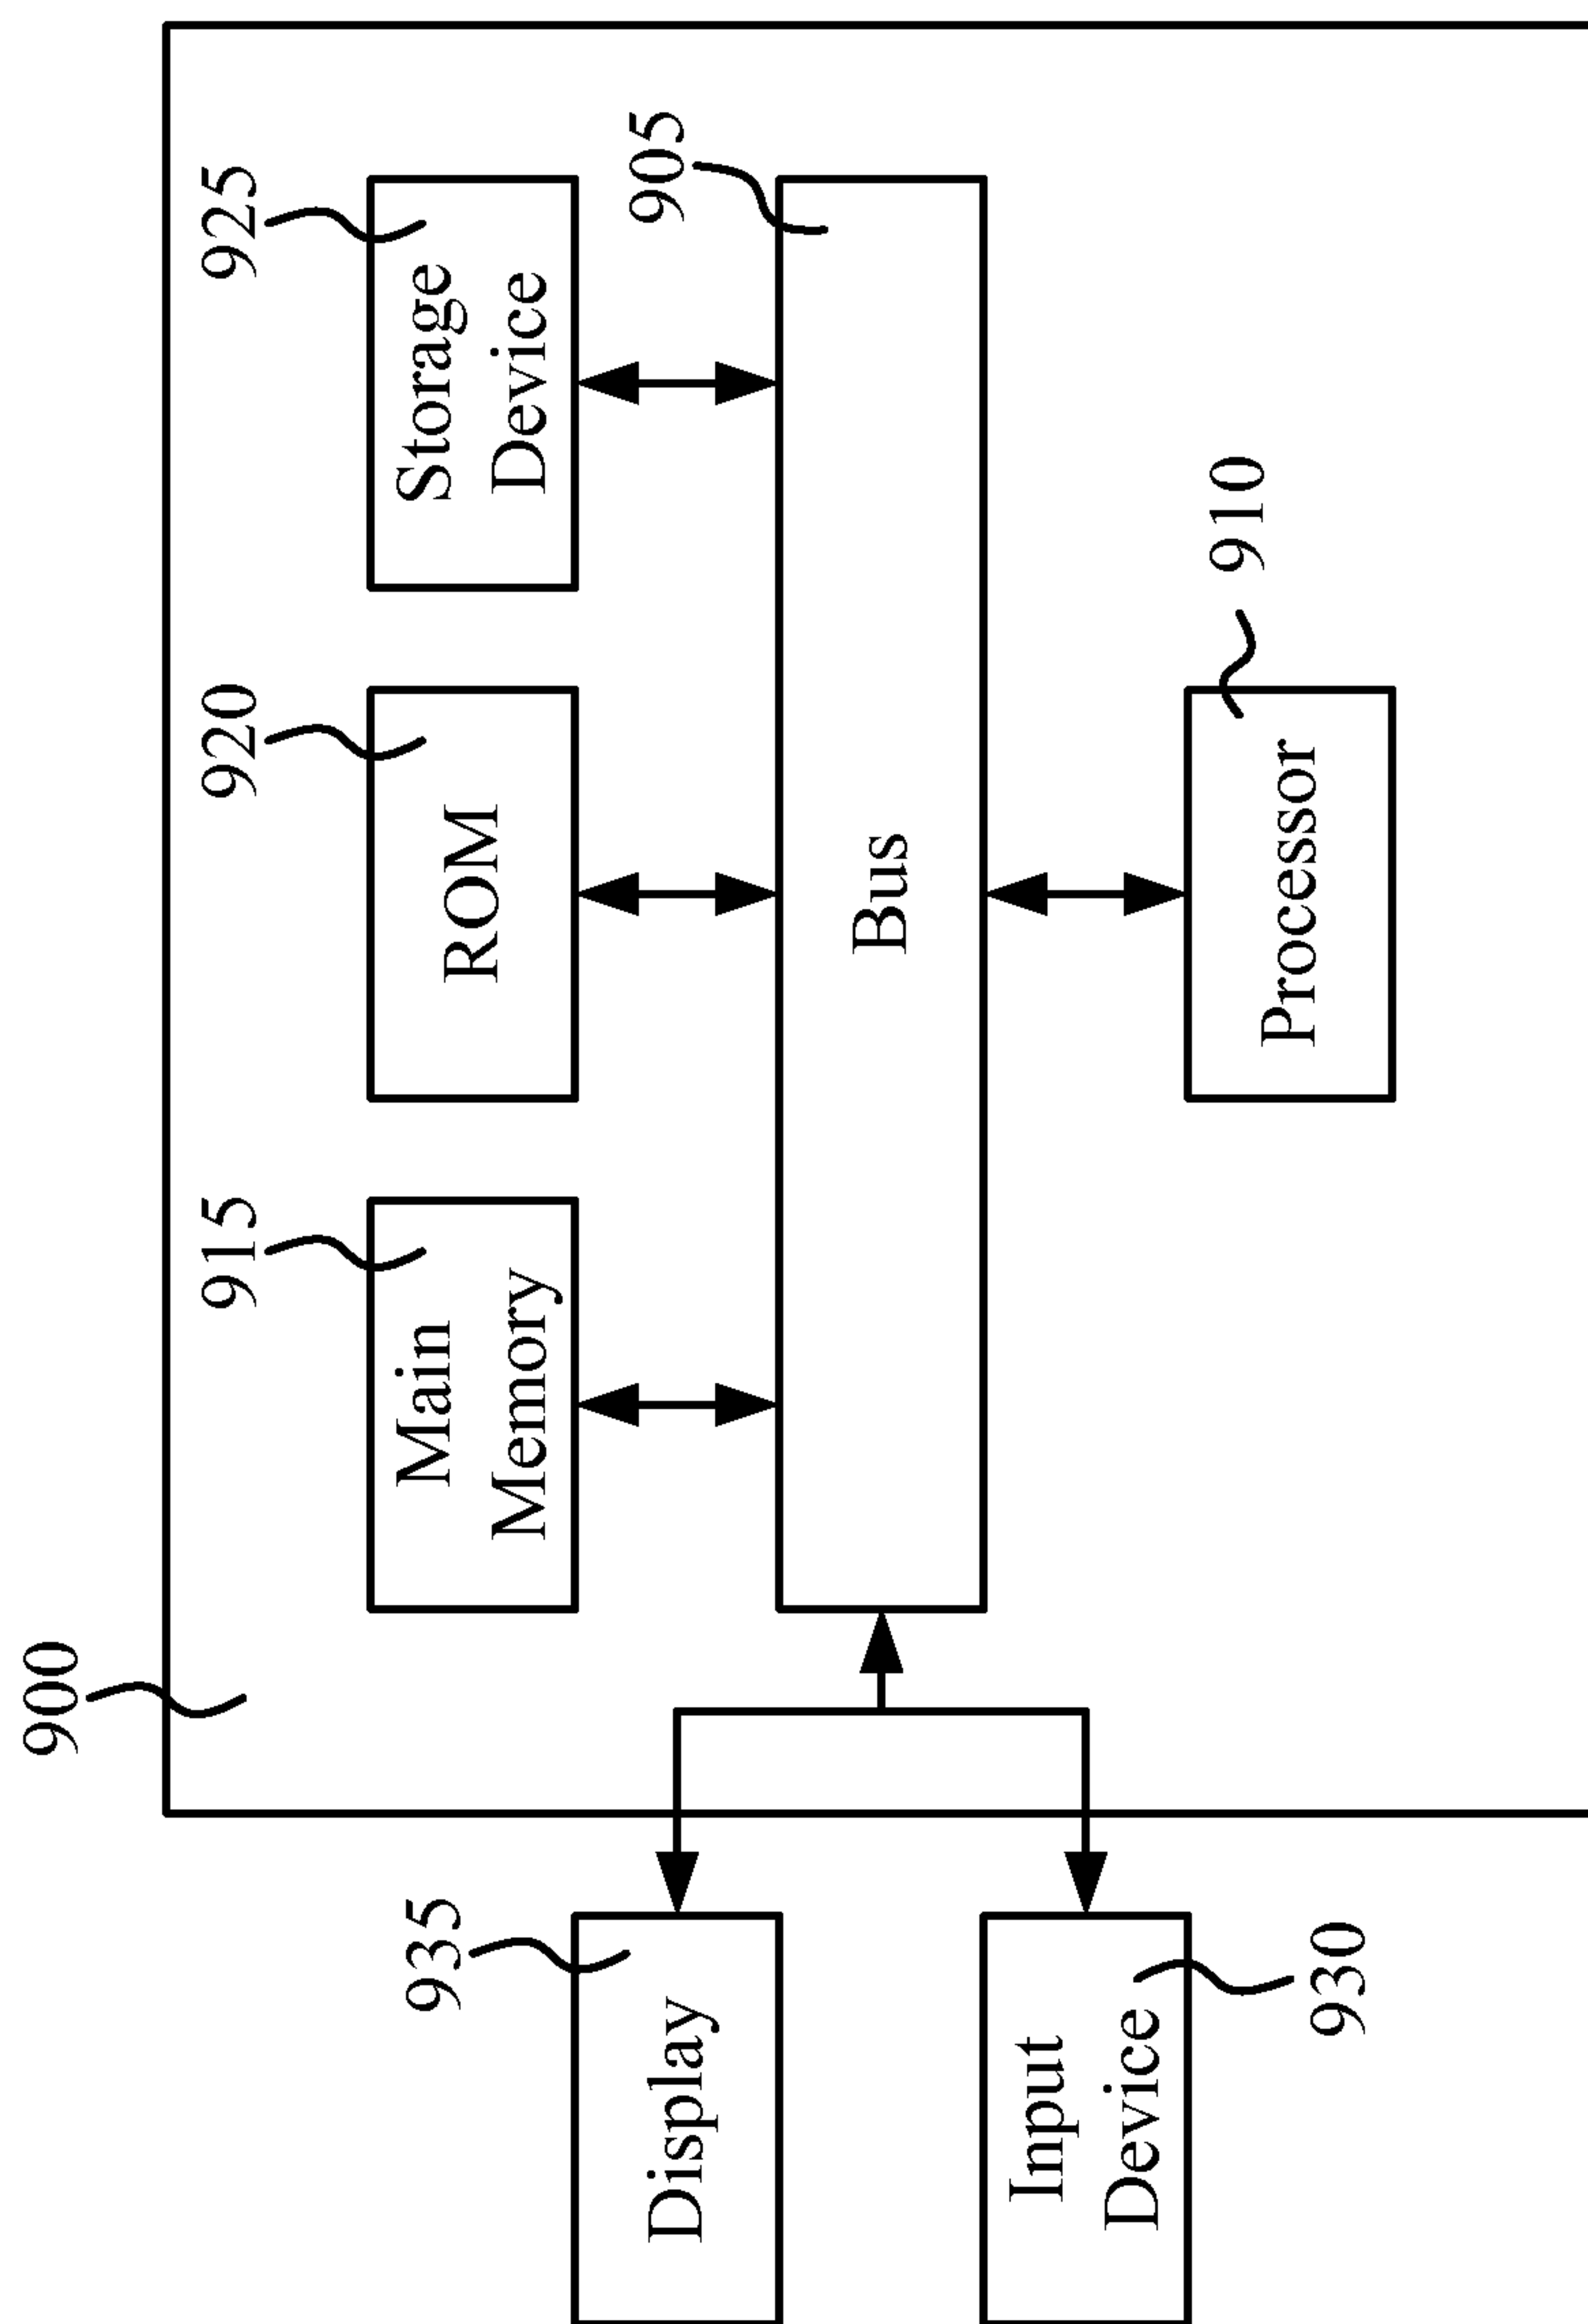 900
915
920
925
Main
Memory
ROM
Storage
Device
935
905
Display
Bus
Input
Device
930
910
Processor